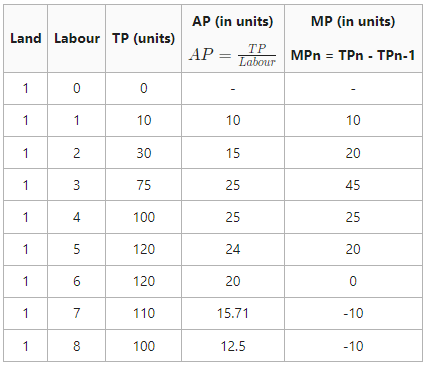 Land Labour TP (units) AP (in units) AP = TP/Labour MP (in units) MPn = TPn - TPn-1
1 0 0 - -
1 1 10 10 10
1 2 30 15 20
1 3 75 25 45
1 4 100 25 25
1 5 120 24 20
1 6 120 20 0
1 7 110 15.71 -10
1 8 100 12.5 -10